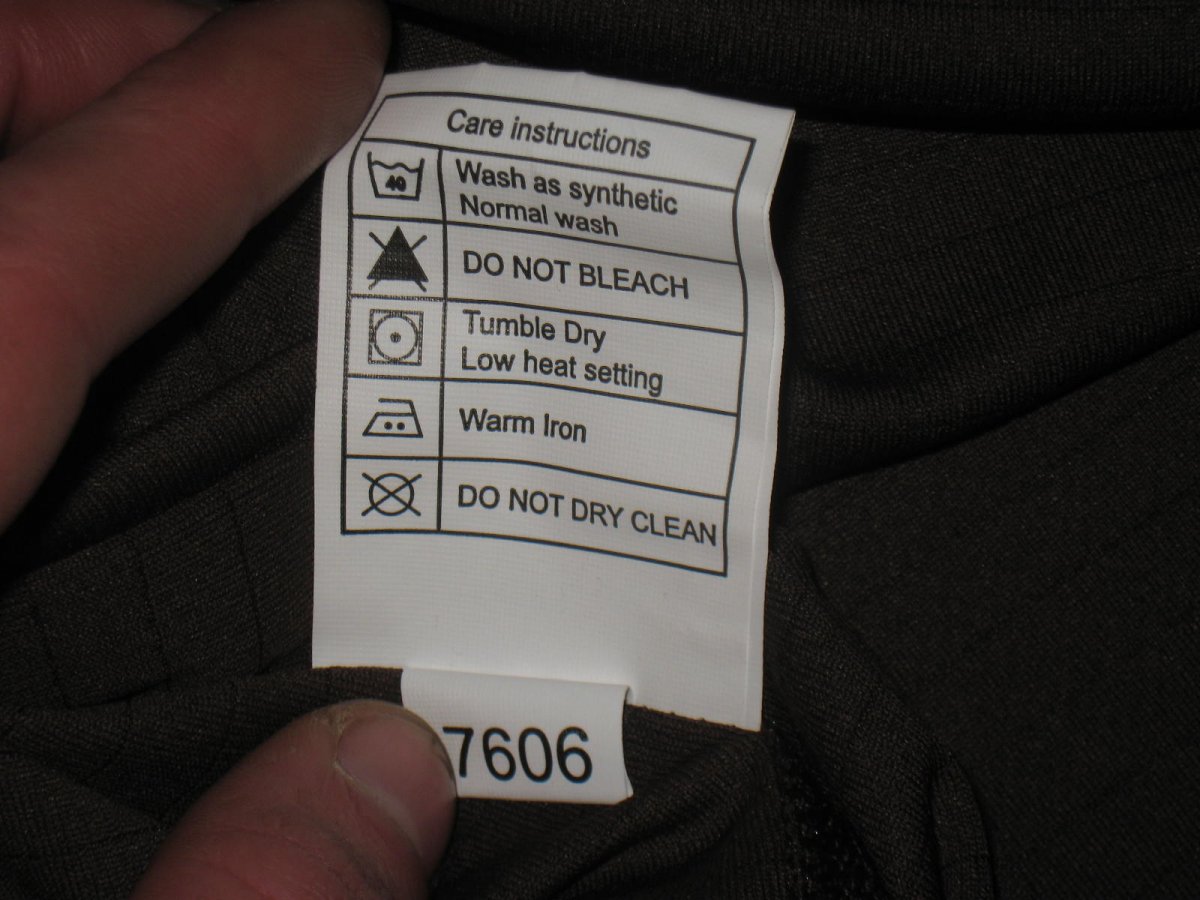 Care instructions
40
Wash as synthetic
Normal wash
DO NOT BLEACH
Tumble Dry
Low heat setting
Warm Iron
DO NOT DRY CLEAN
7606